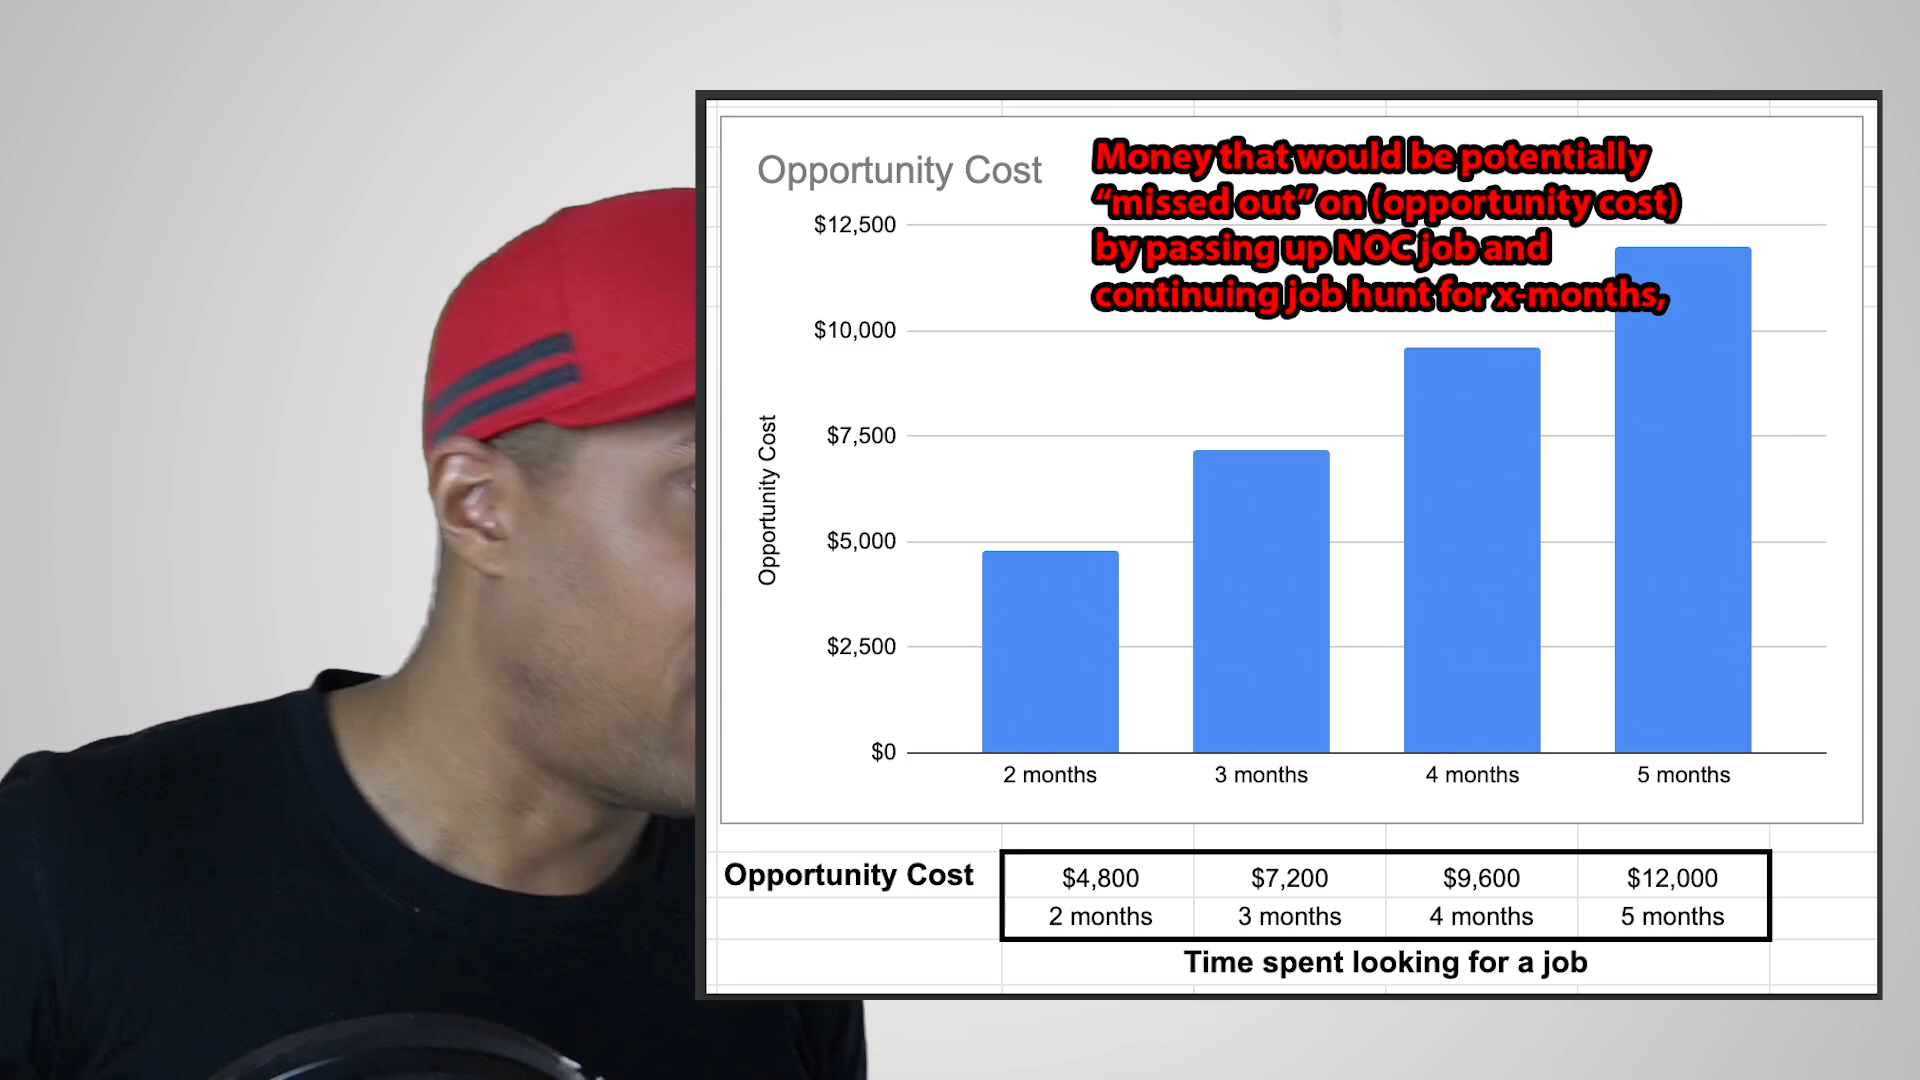 Opportunity Cost
Money that would be potentially
“missed out” on (opportunity cost)
by passing up NOC job and
continuing job hunt for x-months,
$12,500
$10,000
$7,500
$5,000
$2,500
$0
Opportunity Cost
2 months 3 months 4 months 5 months
Opportunity Cost $4,800 $7,200 $9,600 $12,000
2 months 3 months 4 months 5 months
Time spent looking for a job